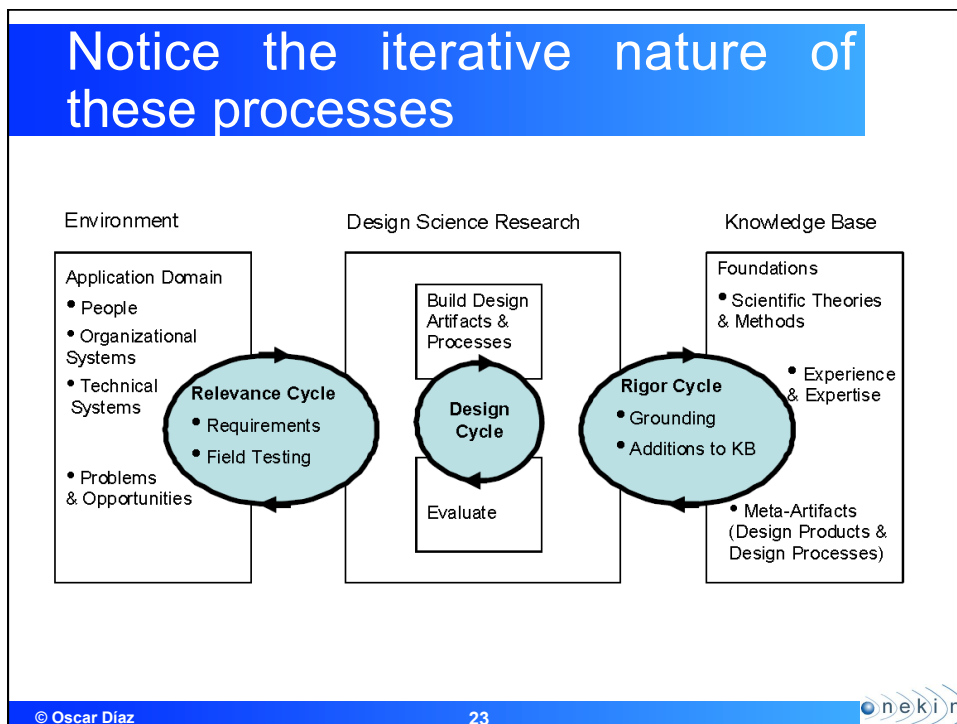 Notice the iterative nature of
these processes
Environment
Application Domain
• People
• Organizational
Systems
• Technical
Systems
• Problems
& Opportunities
Relevance Cycle
• Requirements
• Field Testing
Design Science Research
Build Design
Artifacts &
Processes
Design
Cycle
Evaluate
Rigor Cycle
• Grounding
• Additions to KB
Knowledge Base
Foundations
• Scientific Theories
& Methods
• Experience
& Expertise
• Meta-Artifacts
(Design Products &
Design Processes)
© Oscar Díaz
23
onekin